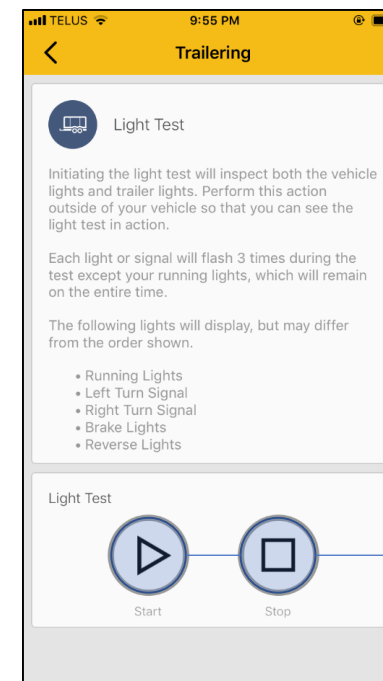 TELUS 9:55 PM
Trailering
Light Test
Initiating the light test will inspect both the vehicle
lights and trailer lights. Perform this action
outside of your vehicle so that you can see the
light test in action.
Each light or signal will flash 3 times during the
test except your running lights, which will remain
on the entire time.
The following lights will display, but may differ
from the order shown.
• Running Lights
• Left Turn Signal
• Right Turn Signal
• Brake Lights
• Reverse Lights
Light Test
Start Stop